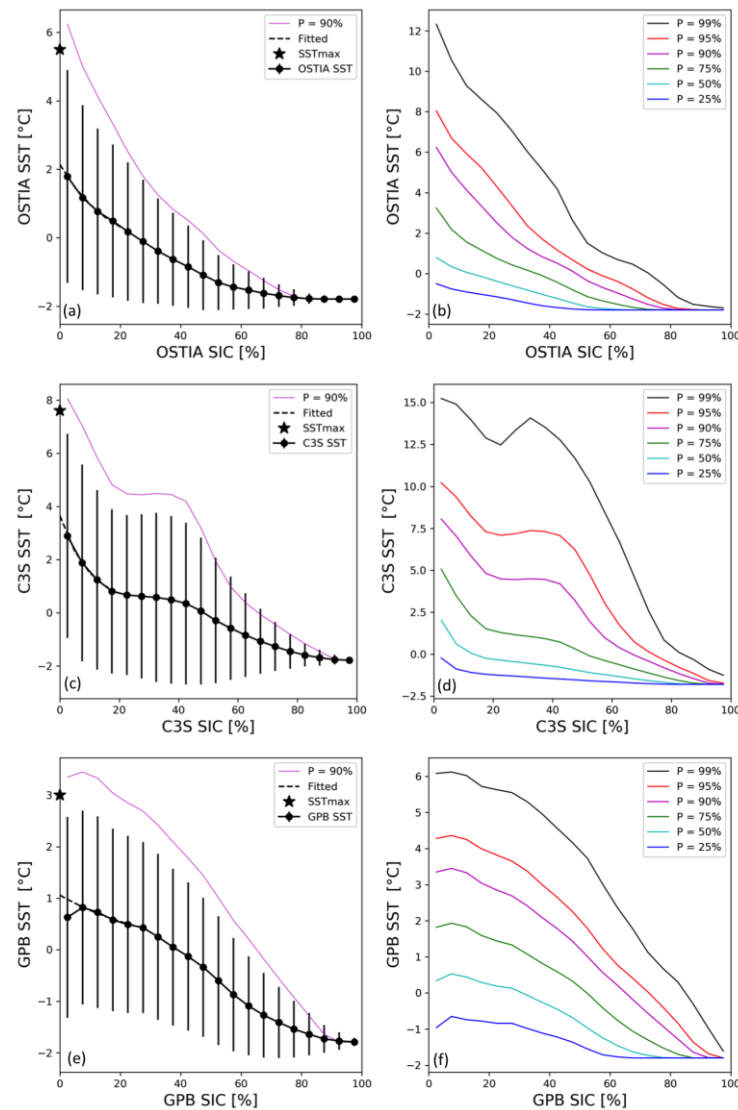 P = 90%
Fitted
SSTmax
OSTIA SST
6
4
2
0
−2
OSTIA SST [°C]
(a)
0 20 40 60 80 100
OSTIA SIC [%]
P = 99%
P = 95%
P = 90%
P = 75%
P = 50%
P = 25%
12
10
8
6
4
2
0
−2
OSTIA SST [°C]
(b)
0 20 40 60 80 100
OSTIA SIC [%]
P = 90%
Fitted
SSTmax
C3S SST
8
6
4
2
0
−2
C3S SST [°C]
(c)
0 20 40 60 80 100
C3S SIC [%]
P = 99%
P = 95%
P = 90%
P = 75%
P = 50%
P = 25%
15.0
12.5
10.0
7.5
5.0
2.5
0.0
−2.5
C3S SST [°C]
(d)
0 20 40 60 80 100
C3S SIC [%]
P = 90%
Fitted
SSTmax
GPB SST
3
2
1
0
−1
−2
GPB SST [°C]
(e)
0 20 40 60 80 100
GPB SIC [%]
P = 99%
P = 95%
P = 90%
P = 75%
P = 50%
P = 25%
6
5
4
3
2
1
0
−1
−2
GPB SST [°C]
(f)
0 20 40 60 80 100
GPB SIC [%]